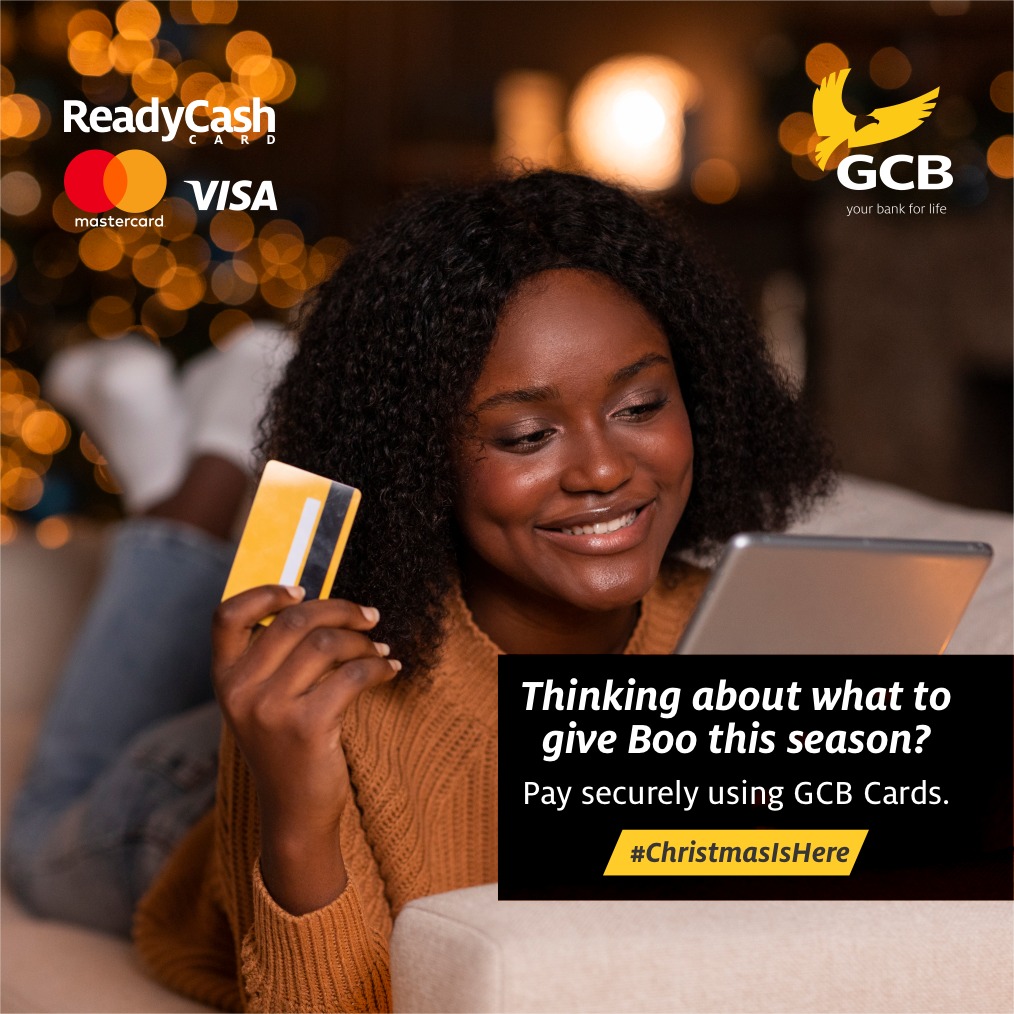 ReadyCash
CARD
mastercard
VISA
GCB
your bank for life
Thinking about what to
give Boo this season?
Pay securely using GCB Cards.
#ChristmasIsHere